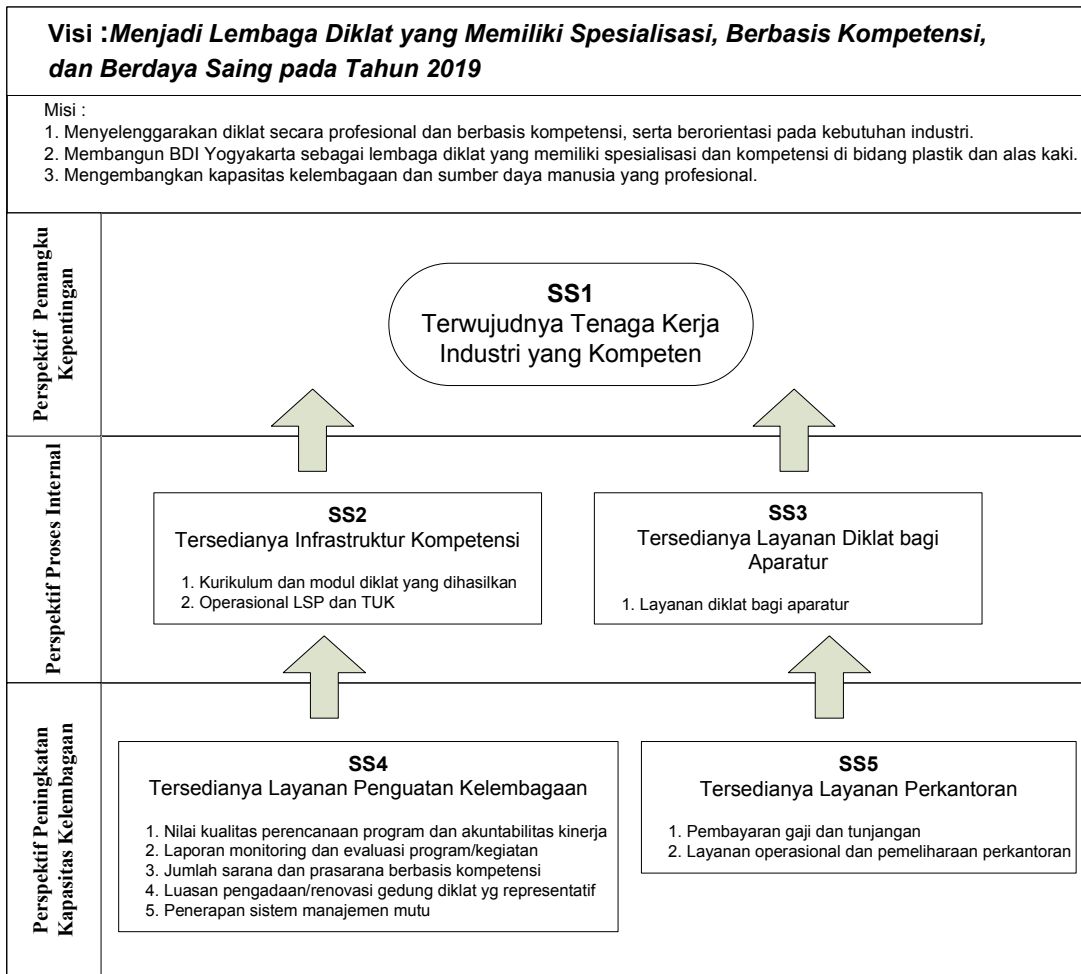 Visi :Menjadi Lembaga Diklat yang Memiliki Spesialisasi, Berbasis Kompetensi,
dan Berdaya Saing pada Tahun 2019
Misi :
1. Menyelenggarakan diklat secara profesional dan berbasis kompetensi, serta berorientasi pada kebutuhan industri.
2. Membangun BDI Yogyakarta sebagai lembaga diklat yang memiliki spesialisasi dan kompetensi di bidang plastik dan alas kaki.
3. Mengembangkan kapasitas kelembagaan dan sumber daya manusia yang profesional.
Perspektif Pemangku
Kepentingan
SS1
Terwujudnya Tenaga Kerja
Industri yang Kompeten
Perspektif Proses Internal
SS2
Tersedianya Infrastruktur Kompetensi
1. Kurikulum dan modul diklat yang dihasilkan
2. Operasional LSP dan TUK
SS3
Tersedianya Layanan Diklat bagi
Aparatur
1. Layanan diklat bagi aparatur
Perspektif Peningkatan
Kapasitas Kelembagaan
SS4
Tersedianya Layanan Penguatan Kelembagaan
1. Nilai kualitas perencanaan program dan akuntabilitas kinerja
2. Laporan monitoring dan evaluasi program/kegiatan
3. Jumlah sarana dan prasarana berbasis kompetensi
4. Luasan pengadaan/renovasi gedung diklat yg representatif
5. Penerapan sistem manajemen mutu
SS5
Tersedianya Layanan Perkantoran
1. Pembayaran gaji dan tunjangan
2. Layanan operasional dan pemeliharaan perkantoran